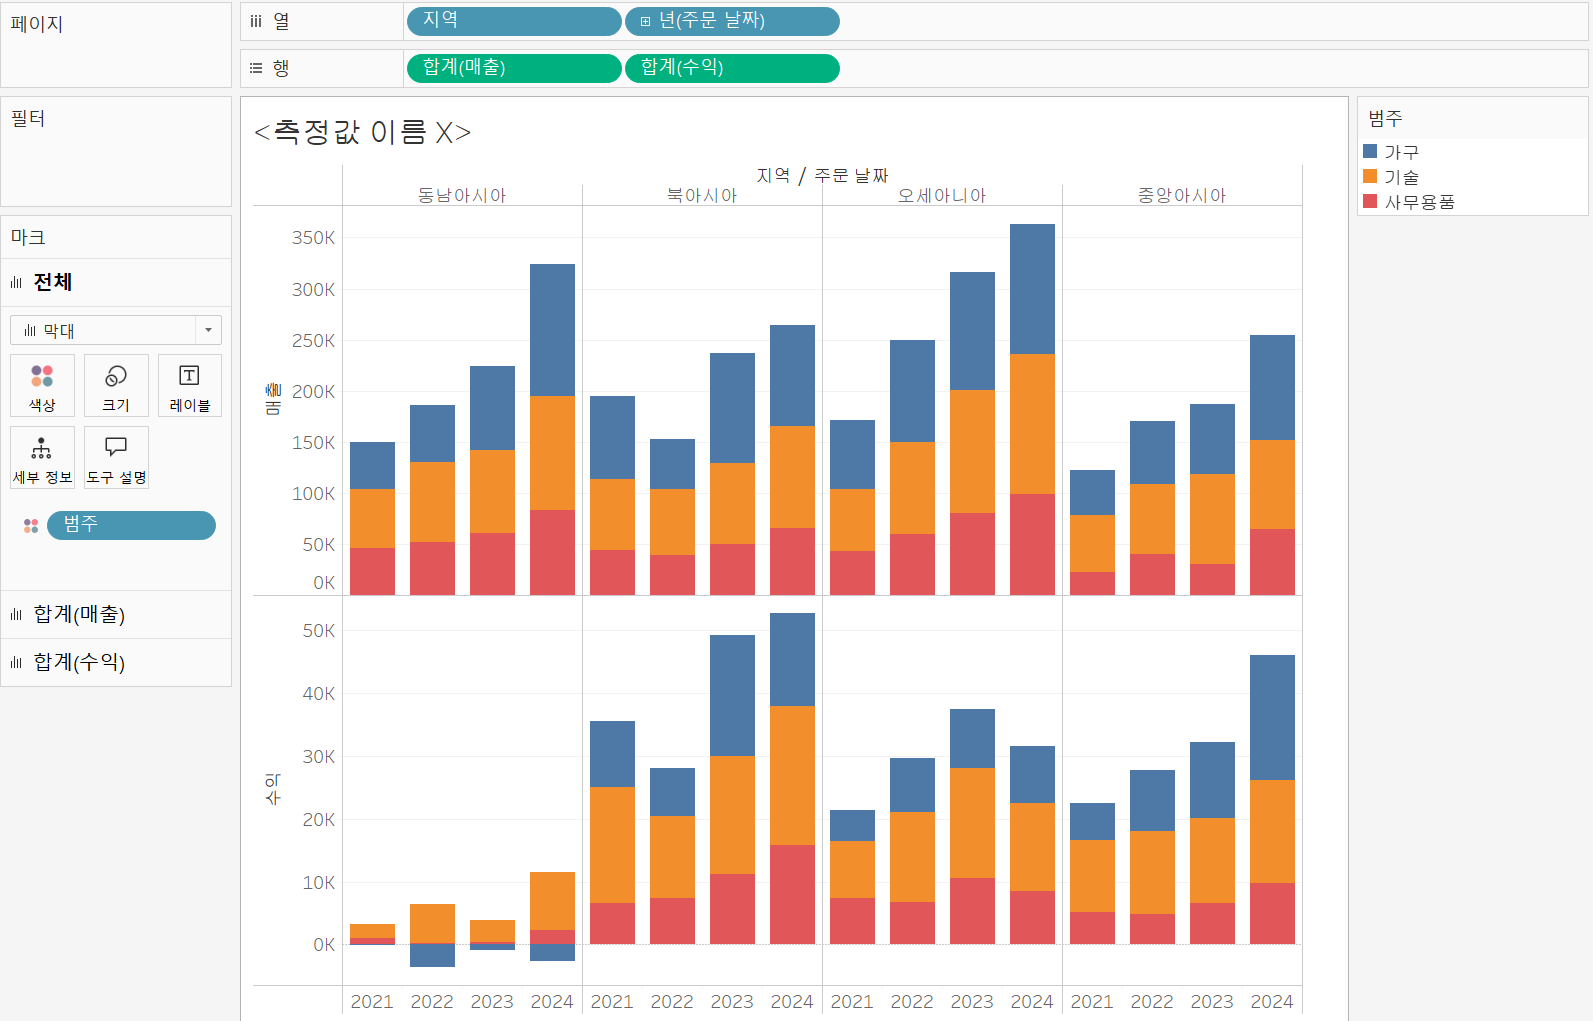 페이지
iii 열
지역
년(주문 날짜)
행
합계(매출)
합계(수익)
필터
마크
전체
막대
색상
크기
레이블
세부 정보
도구 설명
범주
합계(매출)
합계(수익)
<측정값 이름 X>
지역 / 주문 날짜
동남아시아
북아시아
오세아니아
중앙아시아
매출
350K
300K
250K
200K
150K
100K
50K
0K
수익
50K
40K
30K
20K
10K
0K
2021 2022 2023 2024 2021 2022 2023 2024 2021 2022 2023 2024 2021 2022 2023 2024
범주
가구
기술
사무용품